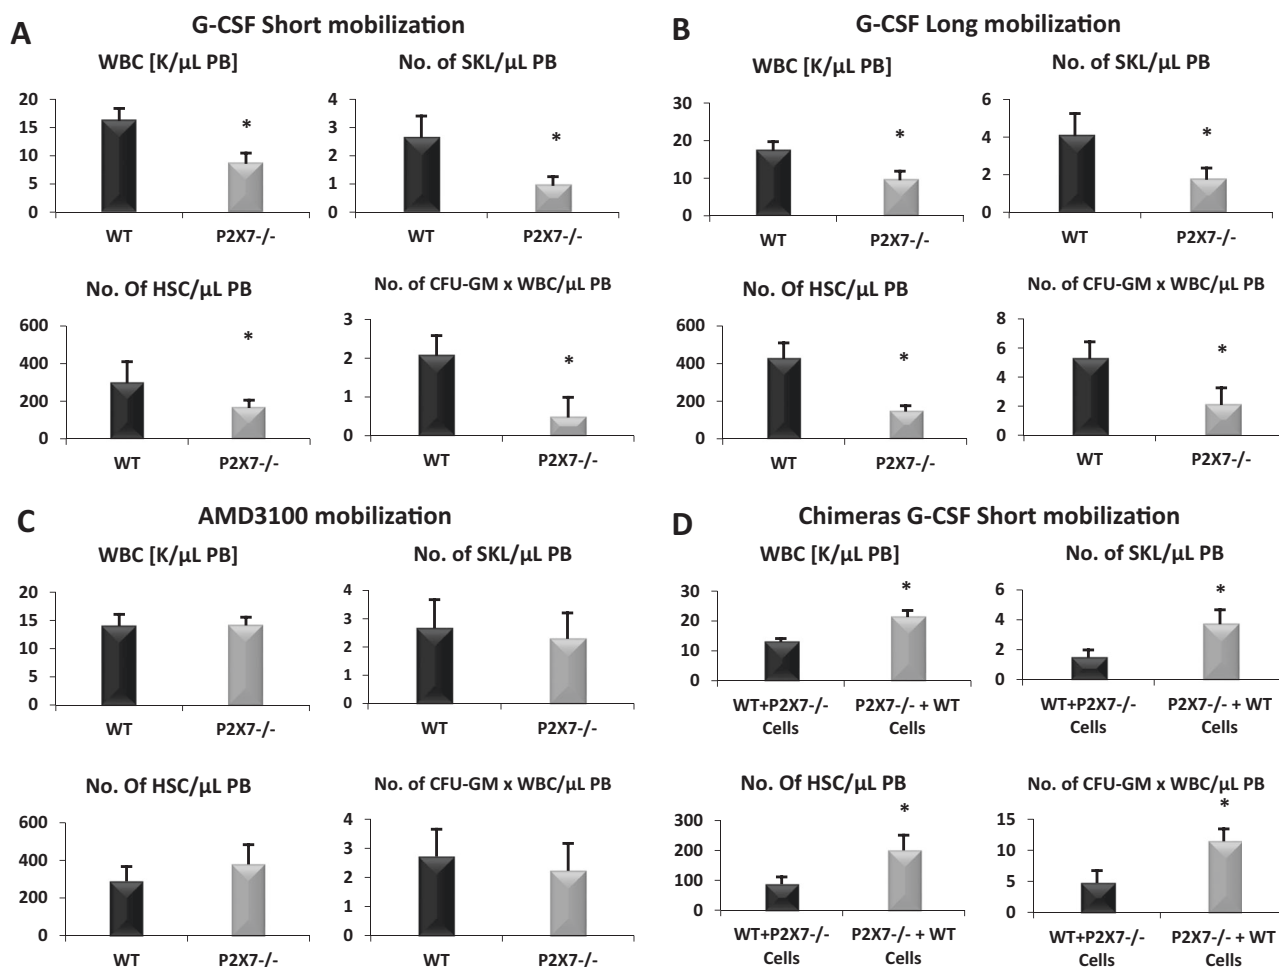 A
G-CSF Short mobilization
WBC [K/µL PB]
20
15
10
5
0
*
WT
P2X7-/-
No. of SKL/µL PB
4
3
2
1
0
*
WT
P2X7-/-
No. Of HSC/µL PB
600
400
200
0
*
WT
P2X7-/-
No. of CFU-GM x WBC/µL PB
3
2
1
0
*
WT
P2X7-/-
B
G-CSF Long mobilization
WBC [K/µL PB]
30
20
10
0
*
WT
P2X7-/-
No. of SKL/µL PB
6
4
2
0
*
WT
P2X7-/-
No. Of HSC/µL PB
600
400
200
0
*
WT
P2X7-/-
No. of CFU-GM x WBC/µL PB
8
6
4
2
0
*
WT
P2X7-/-
C
AMD3100 mobilization
WBC [K/µL PB]
20
15
10
5
0
WT
P2X7-/-
No. of SKL/µL PB
4
3
2
1
0
WT
P2X7-/-
No. Of HSC/µL PB
600
400
200
0
WT
P2X7-/-
No. of CFU-GM x WBC/µL PB
4
3
2
1
0
WT
P2X7-/-
D
Chimeras G-CSF Short mobilization
WBC [K/µL PB]
30
20
10
0
*
WT+P2X7-/-
Cells
P2X7-/- + WT
Cells
No. of SKL/µL PB
6
4
2
0
*
WT+P2X7-/-
Cells
P2X7-/- + WT
Cells
No. Of HSC/µL PB
300
200
100
0
*
WT+P2X7-/-
Cells
P2X7-/- + WT
Cells
No. of CFU-GM x WBC/µL PB
15
10
5
0
*
WT+P2X7-/-
Cells
P2X7-/- + WT
Cells